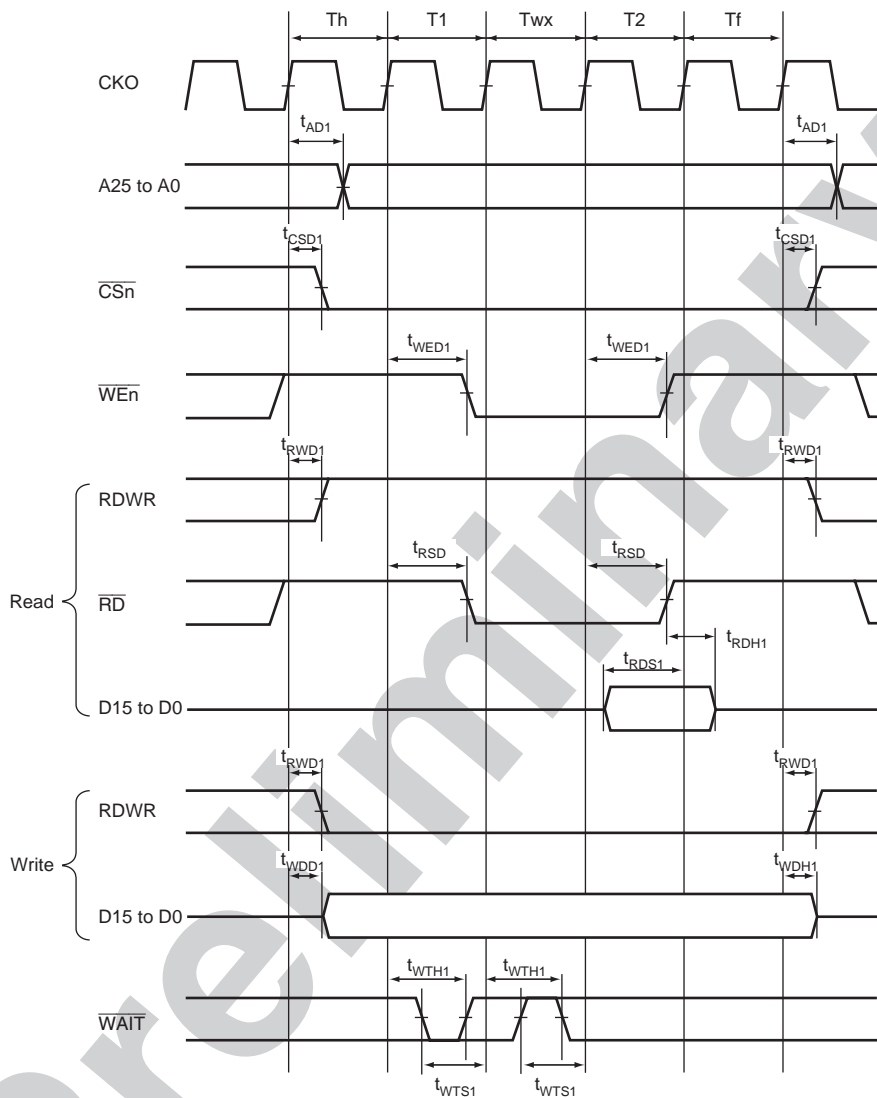 Th T1 Twx T2 Tf
CKO
tAD1 tAD1
A25 to A0
tCSD1 tCSD1
CSn
tWED1 tWED1
WEn
tRWD1 tRWD1
RDWR
tRSD tRSD
Read
RD
tRDH1
tRDS1
D15 to D0
tRWD1 tRWD1
RDWR
Write
tWDD1 tWDH1
D15 to D0
tWTH1 tWTH1
WAIT
tWTS1 tWTS1
Preliminary